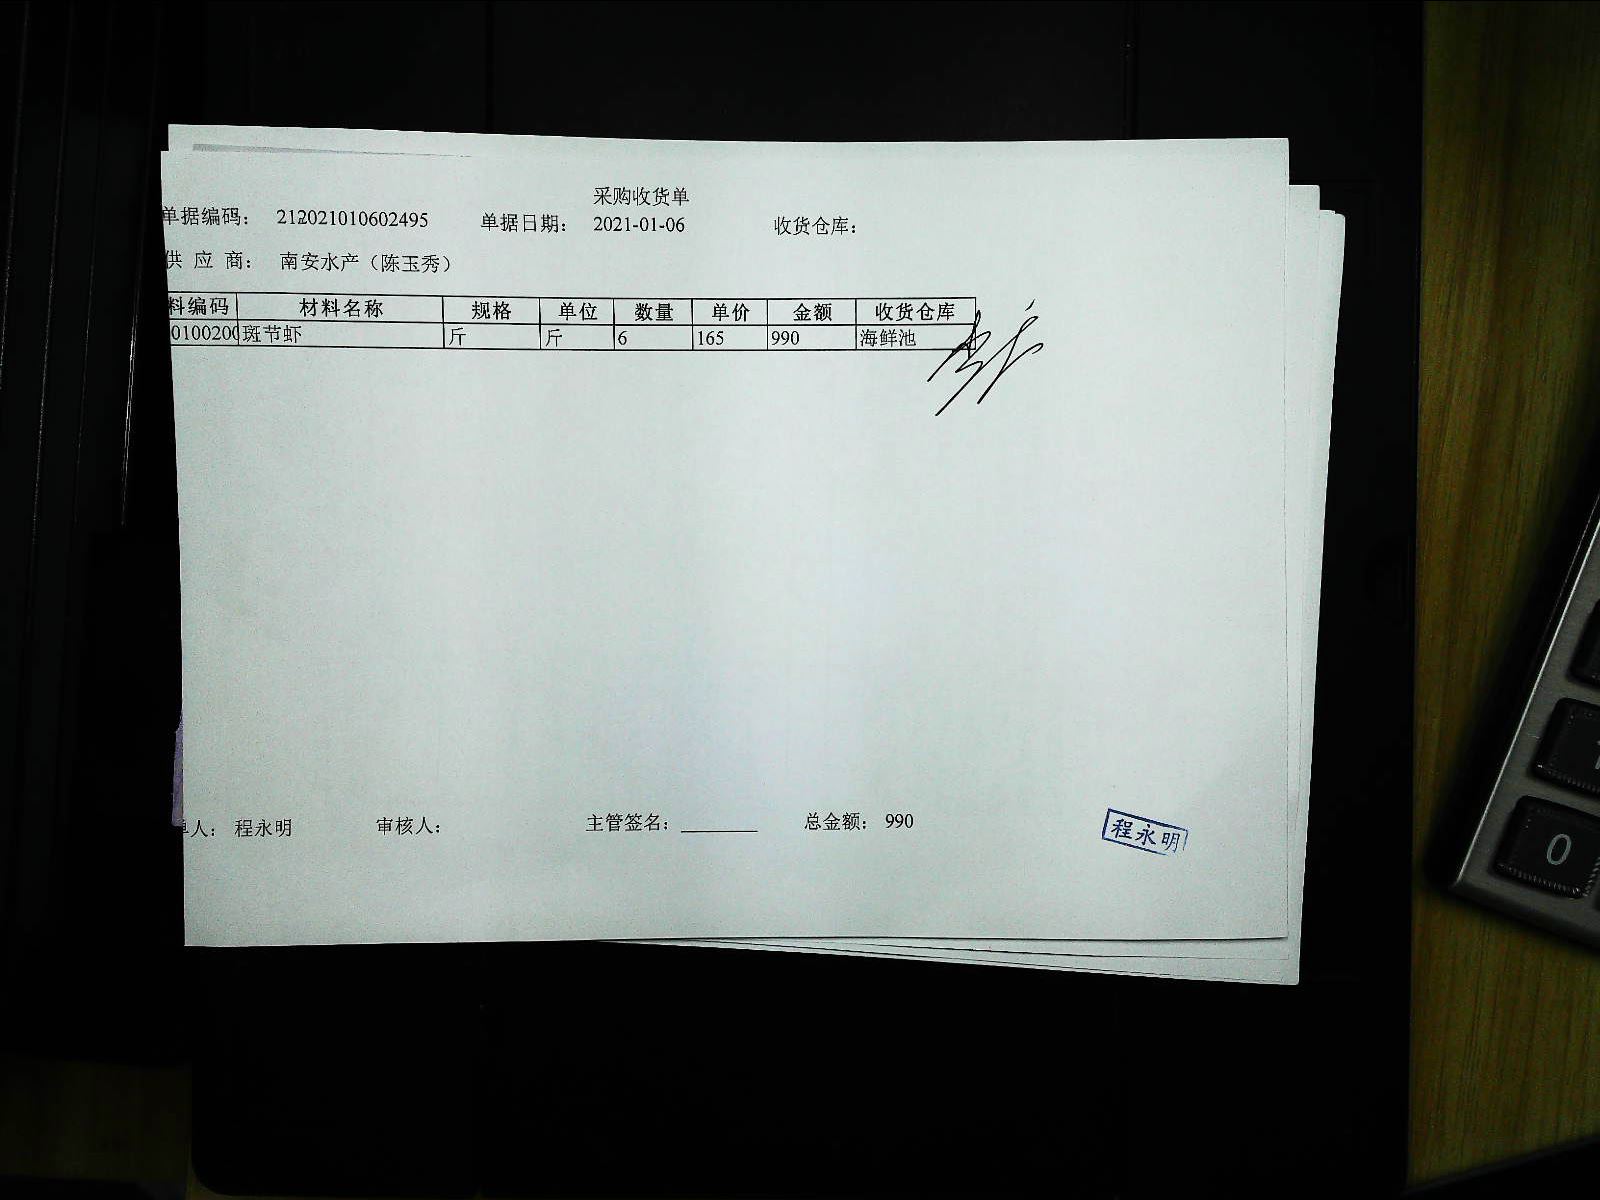 采购收货单
单据编码： 212021010602495 单据日期： 2021-01-06 收货仓库：
供 应 商： 南安水产（陈玉秀）
料编码 材料名称 规格 单位 数量 单价 金额 收货仓库
0100200 斑节虾 斤 斤 6 165 990 海鲜池
单人： 程永明 审核人： 主管签名：________ 总金额： 990
程永明
0